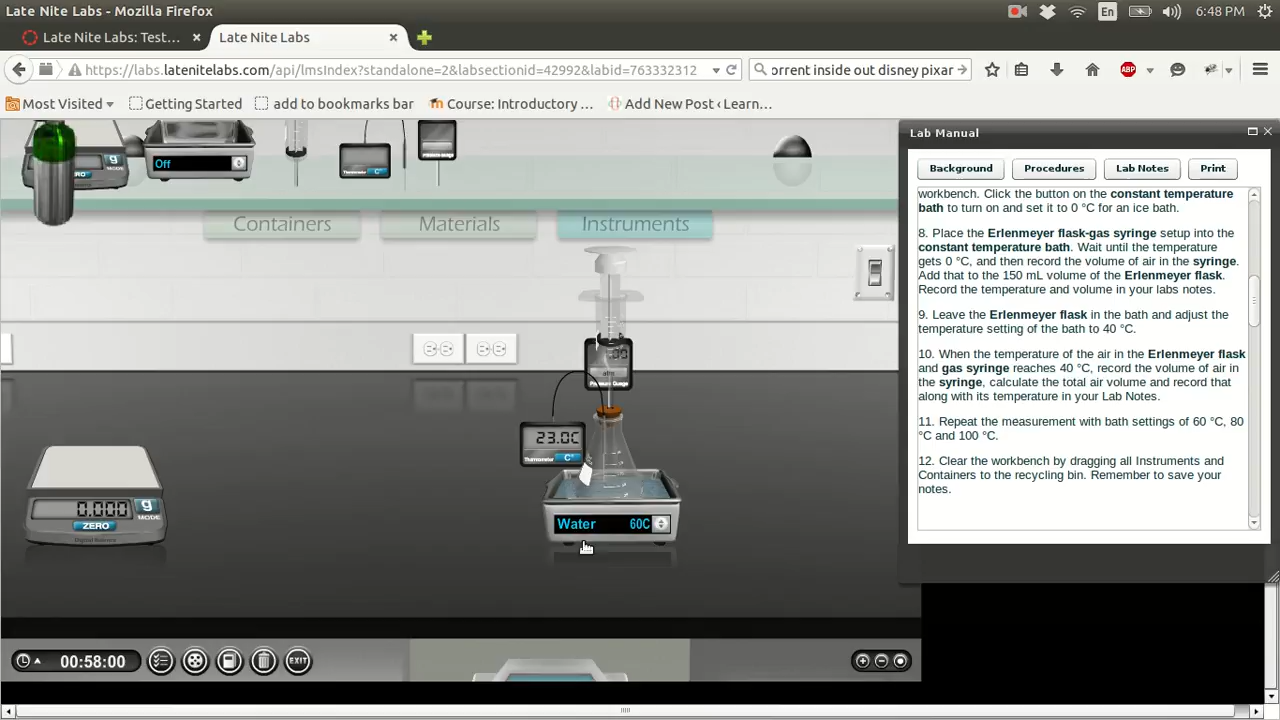 Late Nite Labs - Mozilla Firefox
En
6:48 PM
Late Nite Labs: Test...
Late Nite Labs
https://labs.latenitelabs.com/api/lmsIndex?standalone=2&labsectionid=42992&labid=763332312
orrent inside out disney pixar
ABP
Most Visited
Getting Started
add to bookmarks bar
Course: Introductory ...
Add New Post ‹ Learn...
Lab Manual
Background
Procedures
Lab Notes
Print
g
MODE
Off
C°
Containers
Materials
Instruments
workbench. Click the button on the constant temperature
bath to turn on and set it to 0 °C for an ice bath.
8. Place the Erlenmeyer flask-gas syringe setup into the
constant temperature bath. Wait until the temperature
gets 0 °C, and then record the volume of air in the syringe.
Add that to the 150 mL volume of the Erlenmeyer flask.
Record the temperature and volume in your labs notes.
9. Leave the Erlenmeyer flask in the bath and adjust the
temperature setting of the bath to 40 °C.
10. When the temperature of the air in the Erlenmeyer flask
and gas syringe reaches 40 °C, record the volume of air in
the syringe, calculate the total air volume and record that
along with its temperature in your Lab Notes.
11. Repeat the measurement with bath settings of 60 °C, 80
°C and 100 °C.
12. Clear the workbench by dragging all Instruments and
Containers to the recycling bin. Remember to save your
notes.
atm
Pressure Guage
23.0C
Thermometer
C°
0.000
g
MODE
ZERO
Digital Balance
Water 60C
00:58:00
EXIT